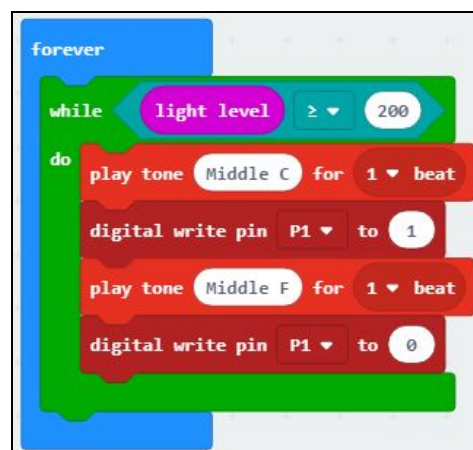 forever
while light level ≥ 200
do
play tone Middle C for 1 beat
digital write pin P1 to 1
play tone Middle F for 1 beat
digital write pin P1 to 0